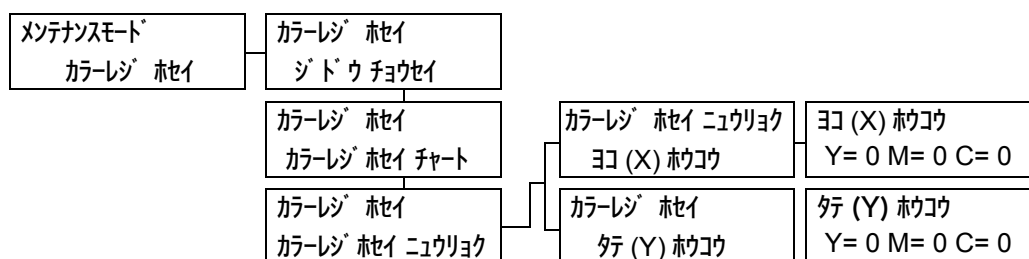 メンテナンスモード
カラーレジ ホセイ
カラーレジ ホセイ
ジドウ チョウセイ
カラーレジ ホセイ
カラーレジ ホセイ チャート
カラーレジ ホセイ
カラーレジ ホセイ ニュウリョク
カラーレジ ホセイ ニュウリョク
ヨコ (X) ホウコウ
ヨコ (X) ホウコウ
Y= 0 M= 0 C= 0
カラーレジ ホセイ
タテ (Y) ホウコウ
タテ (Y) ホウコウ
Y= 0 M= 0 C= 0